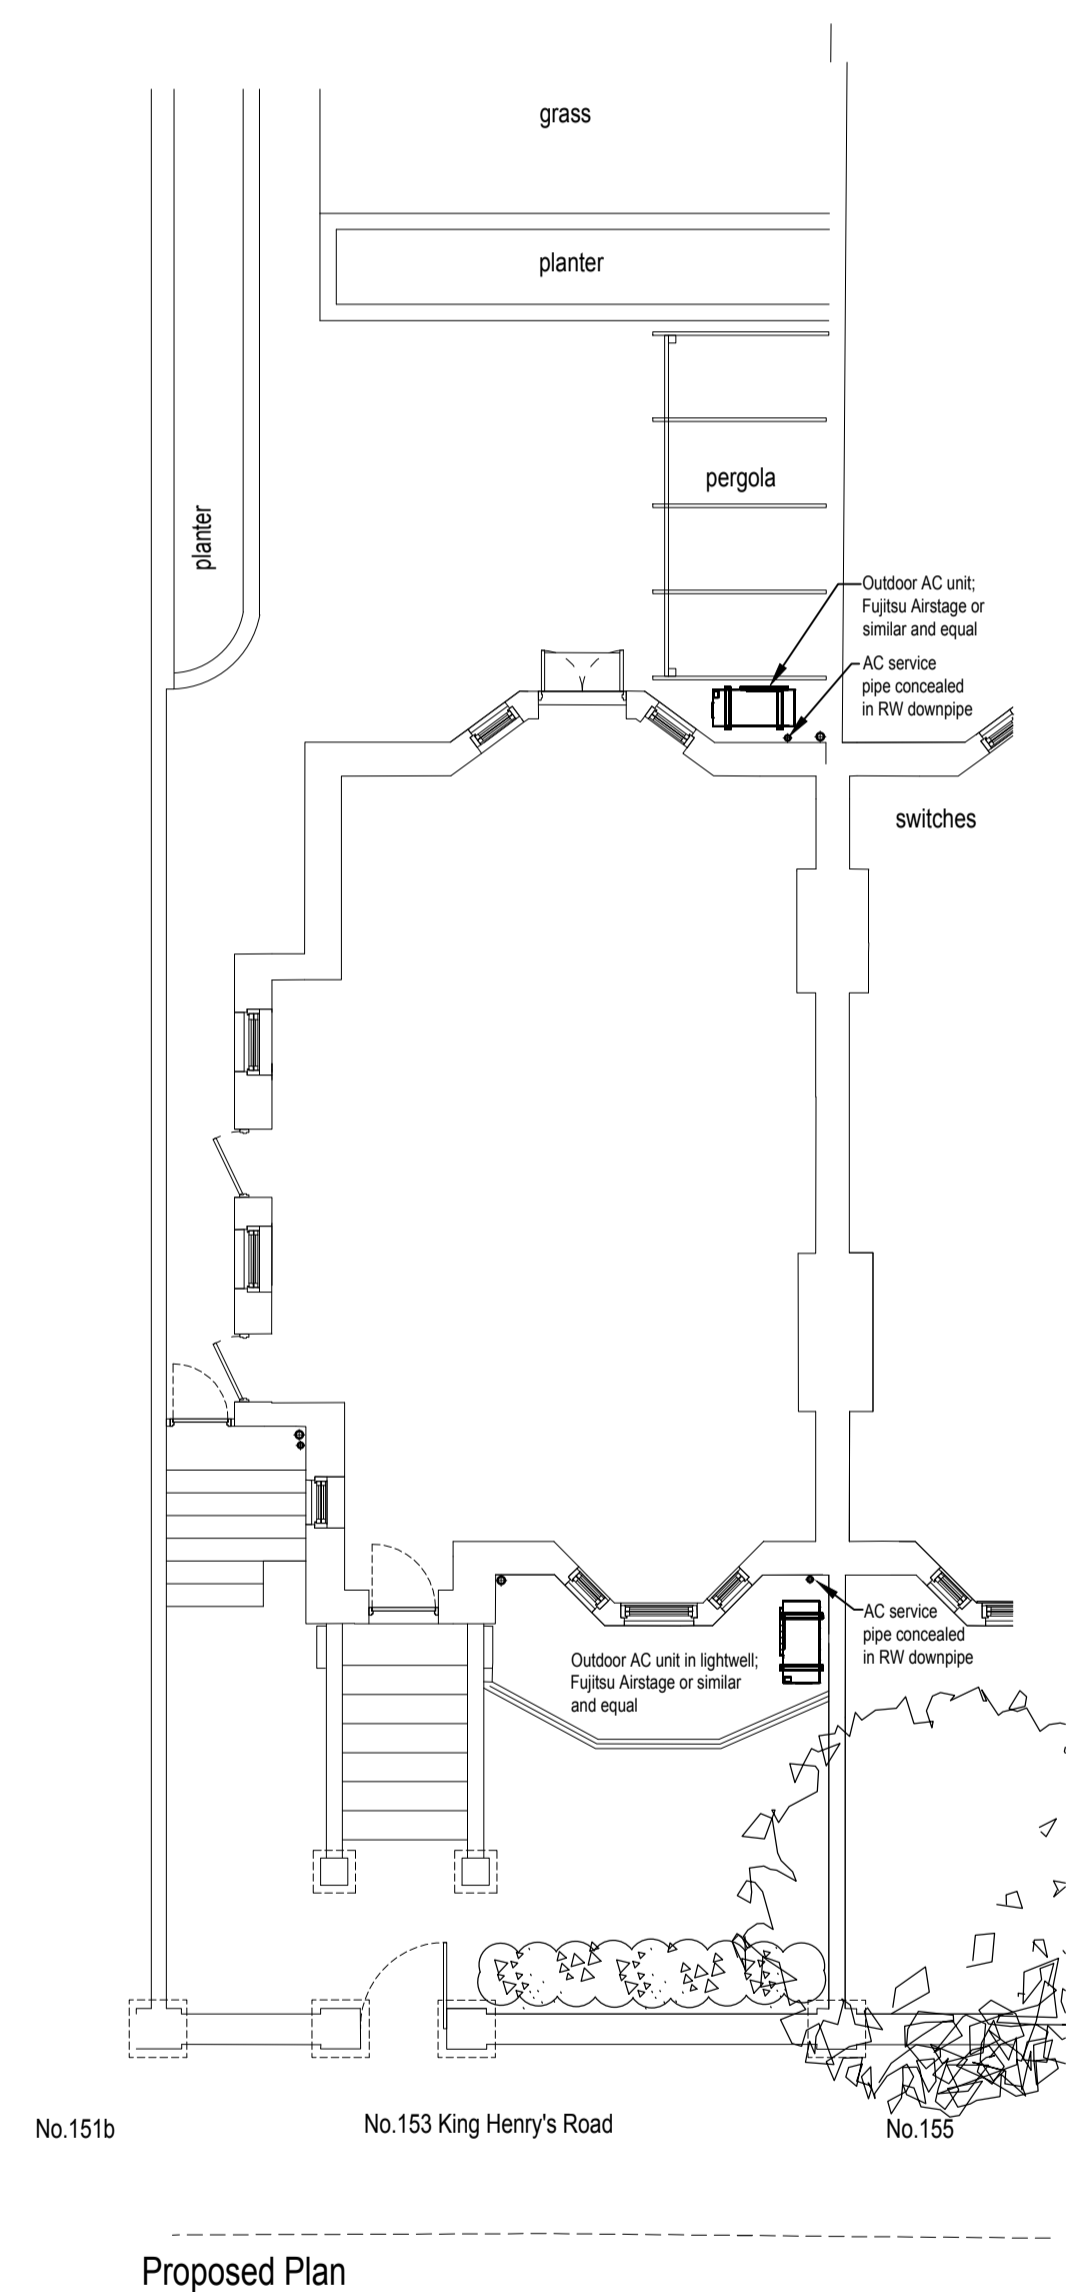 grass
planter
pergola
planter
Outdoor AC unit;
Fujitsu Airstage or
similar and equal
AC service
pipe concealed
in RW downpipe
switches
AC service
pipe concealed
in RW downpipe
Outdoor AC unit in lightwell;
Fujitsu Airstage or similar
and equal
No.151b
No.153 King Henry's Road
No.155
Proposed Plan